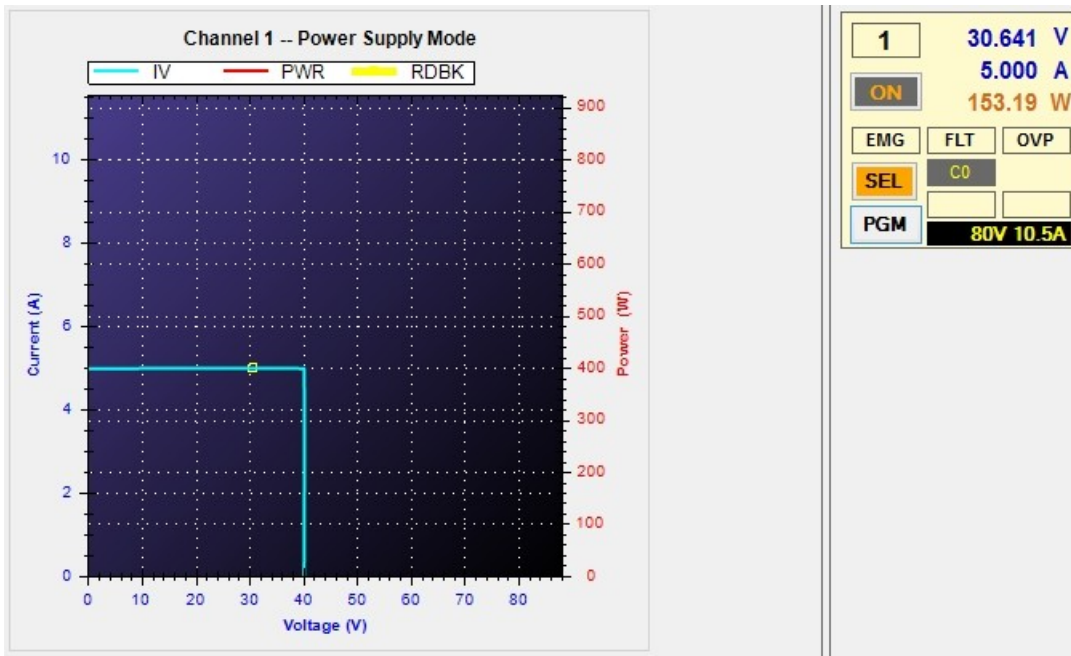 Channel 1 -- Power Supply Mode
IV PWR RDBK
10
8
6
4
2
0
Current (A)
900
800
700
600
500
400
300
200
100
0
Power (W)
0 10 20 30 40 50 60 70 80
Voltage (V)
1 30.641 V
5.000 A
ON 153.19 W
EMG FLT OVP
SEL C0
PGM 80V 10.5A